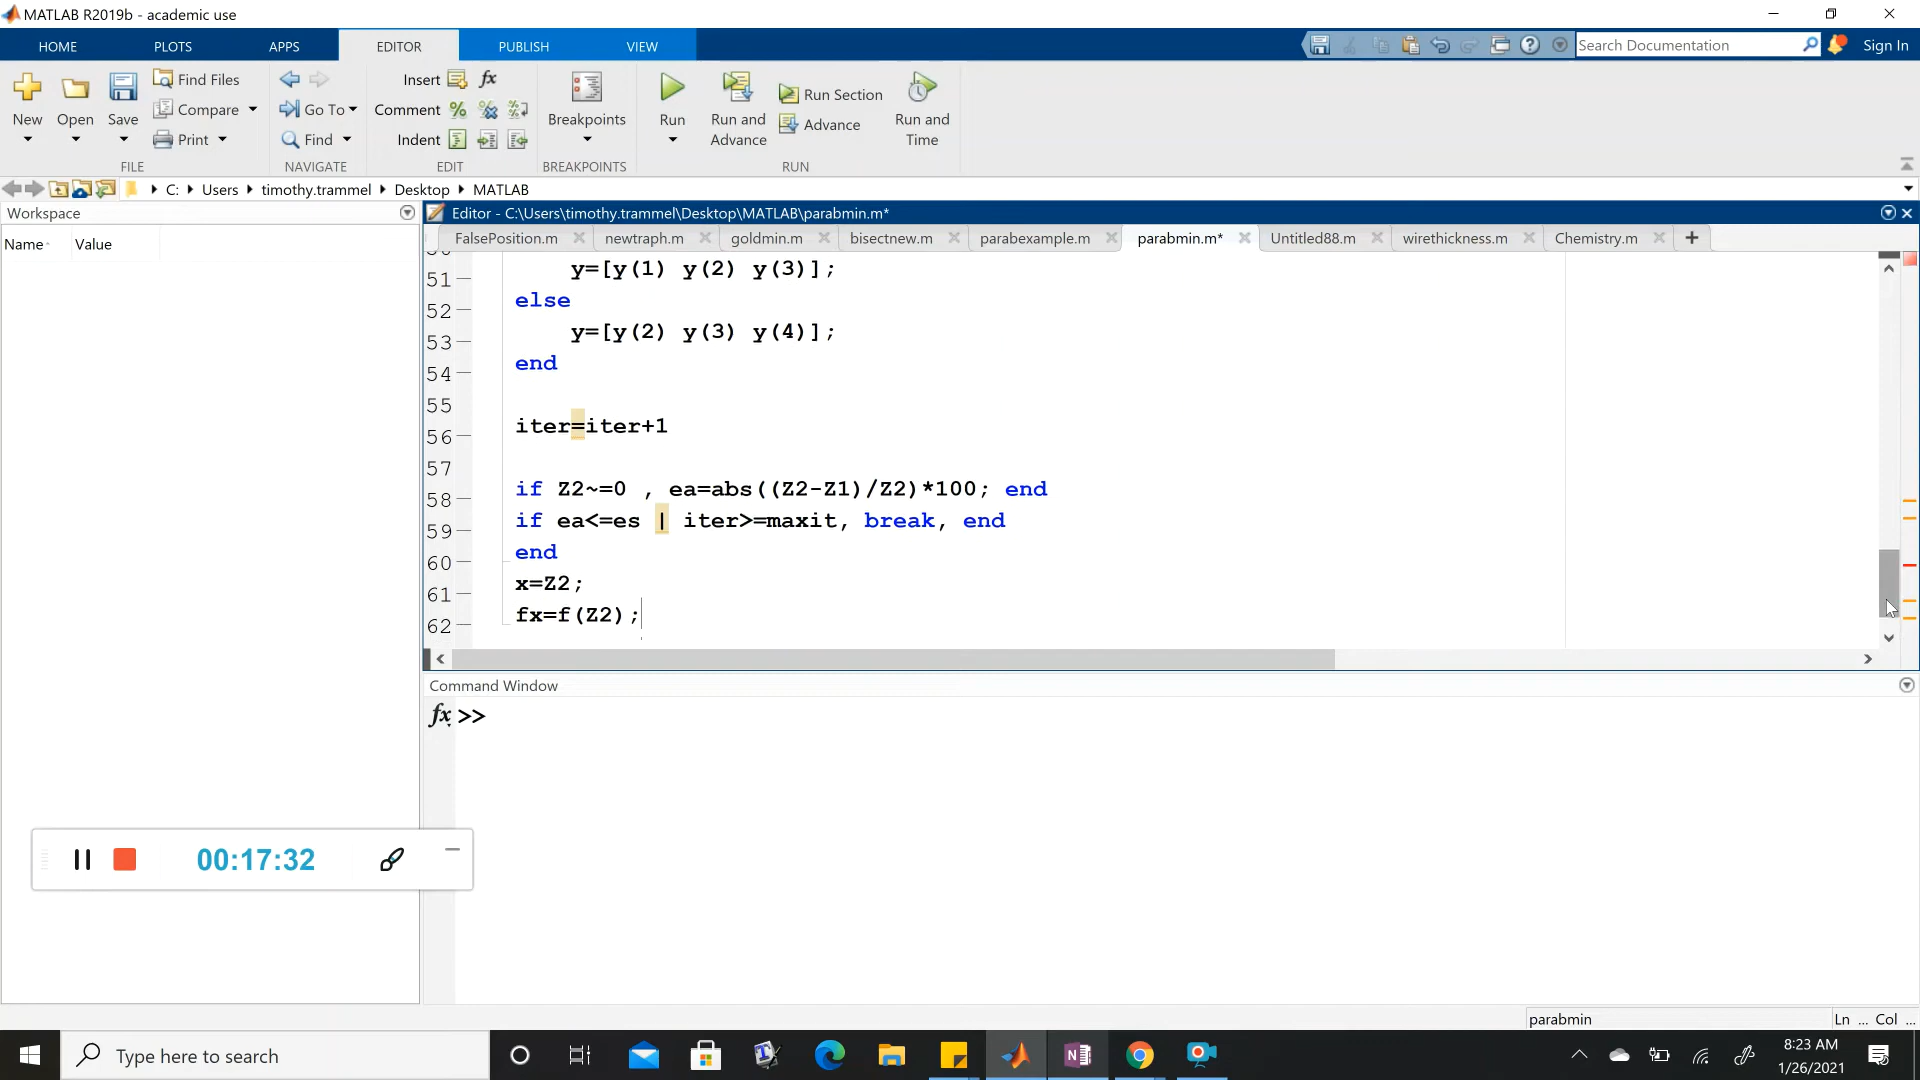 MATLAB R2019b - academic use
HOME PLOTS APPS EDITOR PUBLISH VIEW
Search Documentation
Sign In
New Open Save
Find Files
Compare
Print
FILE
Go To
Find
NAVIGATE
Insert fx
Comment
Indent
EDIT
Breakpoints
BREAKPOINTS
Run
Run and Advance
Run Section
Advance
Run and Time
RUN
C: Users timothy.trammel Desktop MATLAB
Workspace
Name Value
Editor - C:\Users\timothy.trammel\Desktop\MATLAB\parabmin.m*
FalsePosition.m newtraph.m goldmin.m bisectnew.m parabexample.m parabmin.m* Untitled88.m wirethickness.m Chemistry.m
51 y=[y(1) y(2) y(3)];
52 else
53 y=[y(2) y(3) y(4)];
54 end
55
56 iter=iter+1
57
58 if Z2~=0 , ea=abs((Z2-Z1)/Z2)*100; end
59 if ea<=es | iter>=maxit, break, end
60 end
61 x=Z2;
62 fx=f(Z2);
Command Window
fx >>
00:17:32
parabmin Ln ... Col ...
Type here to search
8:23 AM
1/26/2021